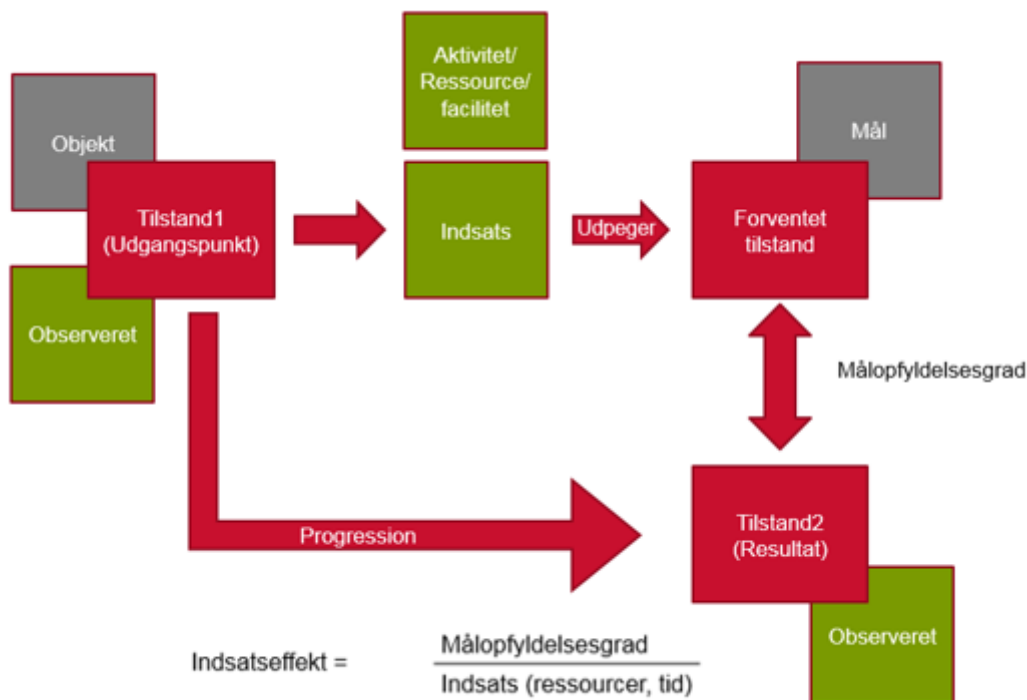 Aktivitet/
Ressource/
facilitet
Objekt
Mål
Tilstand1
(Udgangspunkt)
Indsats
Udpeger
Forventet
tilstand
Observeret
Målopfyldelsesgrad
Progression
Tilstand2
(Resultat)
Observeret
Indsatseffekt =
Målopfyldelsesgrad
Indsats (ressourcer, tid)